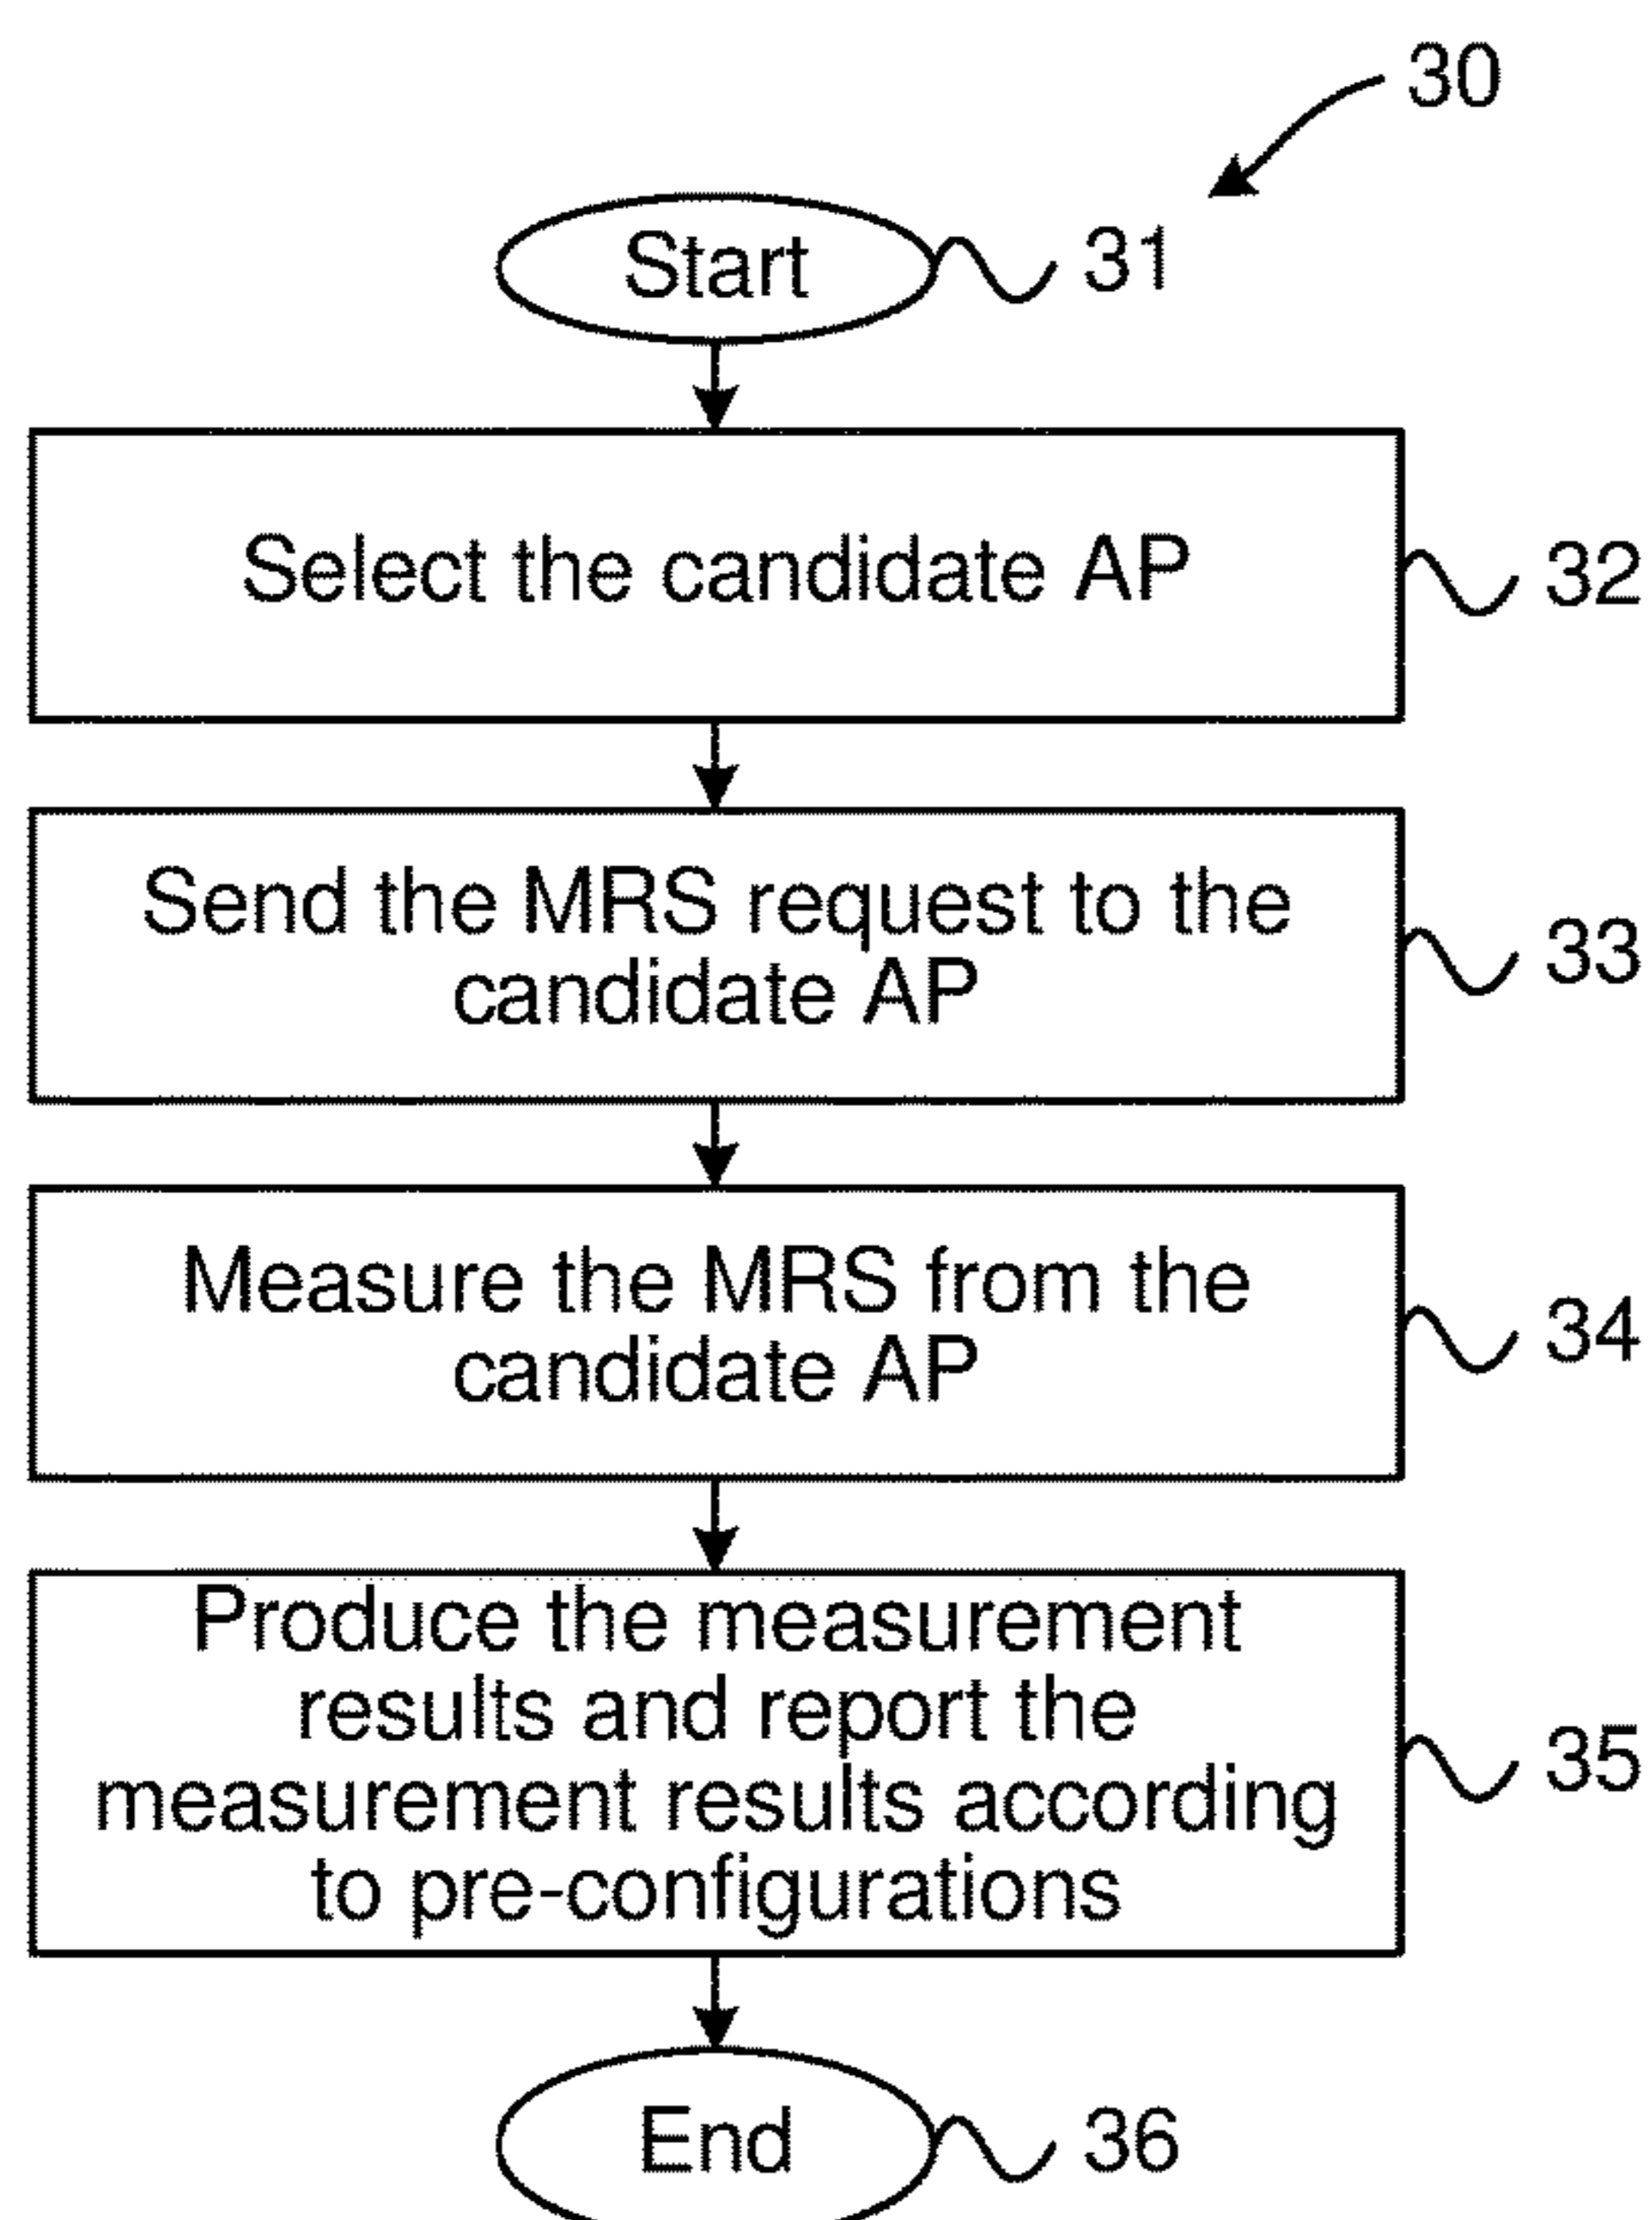 30
Start
31
Select the candidate AP
32
Send the MRS request to the
candidate AP
33
Measure the MRS from the
candidate AP
34
Produce the measurement
results and report the
measurement results according
to pre-configurations
35
End
36